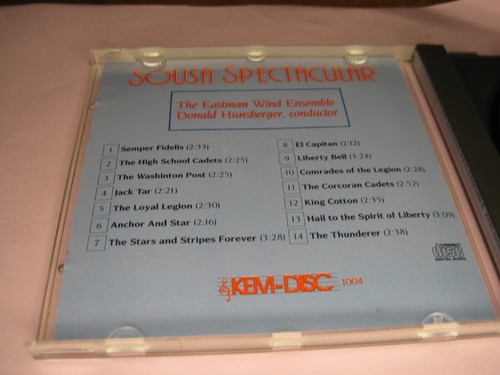 SOUSA SPECTACULAR
The Eastman Wind Ensemble
Donald Hunsberger, conductor
1 Semper Fidelis (2:33)
2 The High School Cadets (2:25)
3 The Washinton Post (2:25)
4 Jack Tar (2:21)
5 The Loyal Legion (2:30)
6 Anchor And Star (2:16)
7 The Stars and Stripes Forever (3:28)
8 El Capitan (2:12)
9 Liberty Bell (3:24)
10 Comrades of the Legion (2:28)
11 The Corcoran Cadets (2:52)
12 King Cotton (2:35)
13 Hail to the Spirit of Liberty (3:09)
14 The Thunderer (2:38)
COMPACT disc DIGITAL AUDIO
KEM-DISC 1004